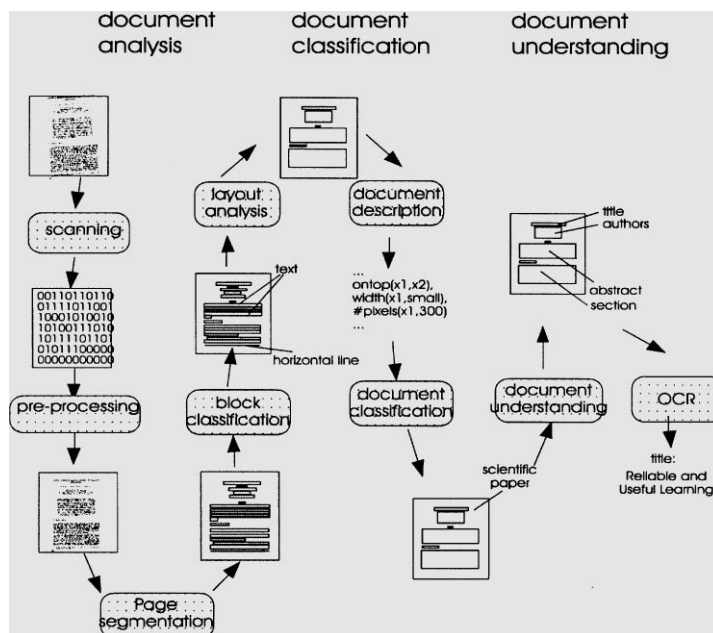 document
analysis
document
classification
document
understanding
scanning
00110110110
01111011001
10001010010
10100111010
10111101101
01011100000
00000000000
pre-processing
Page
segmentation
block
classification
text
horizontal line
layout
analysis
document
description
...
ontop(x1,x2),
width(x1,small),
#pixels(x1,300)
...
document
classification
scientific
paper
document
understanding
title
authors
abstract
section
OCR
title:
Reliable and
Useful Learning